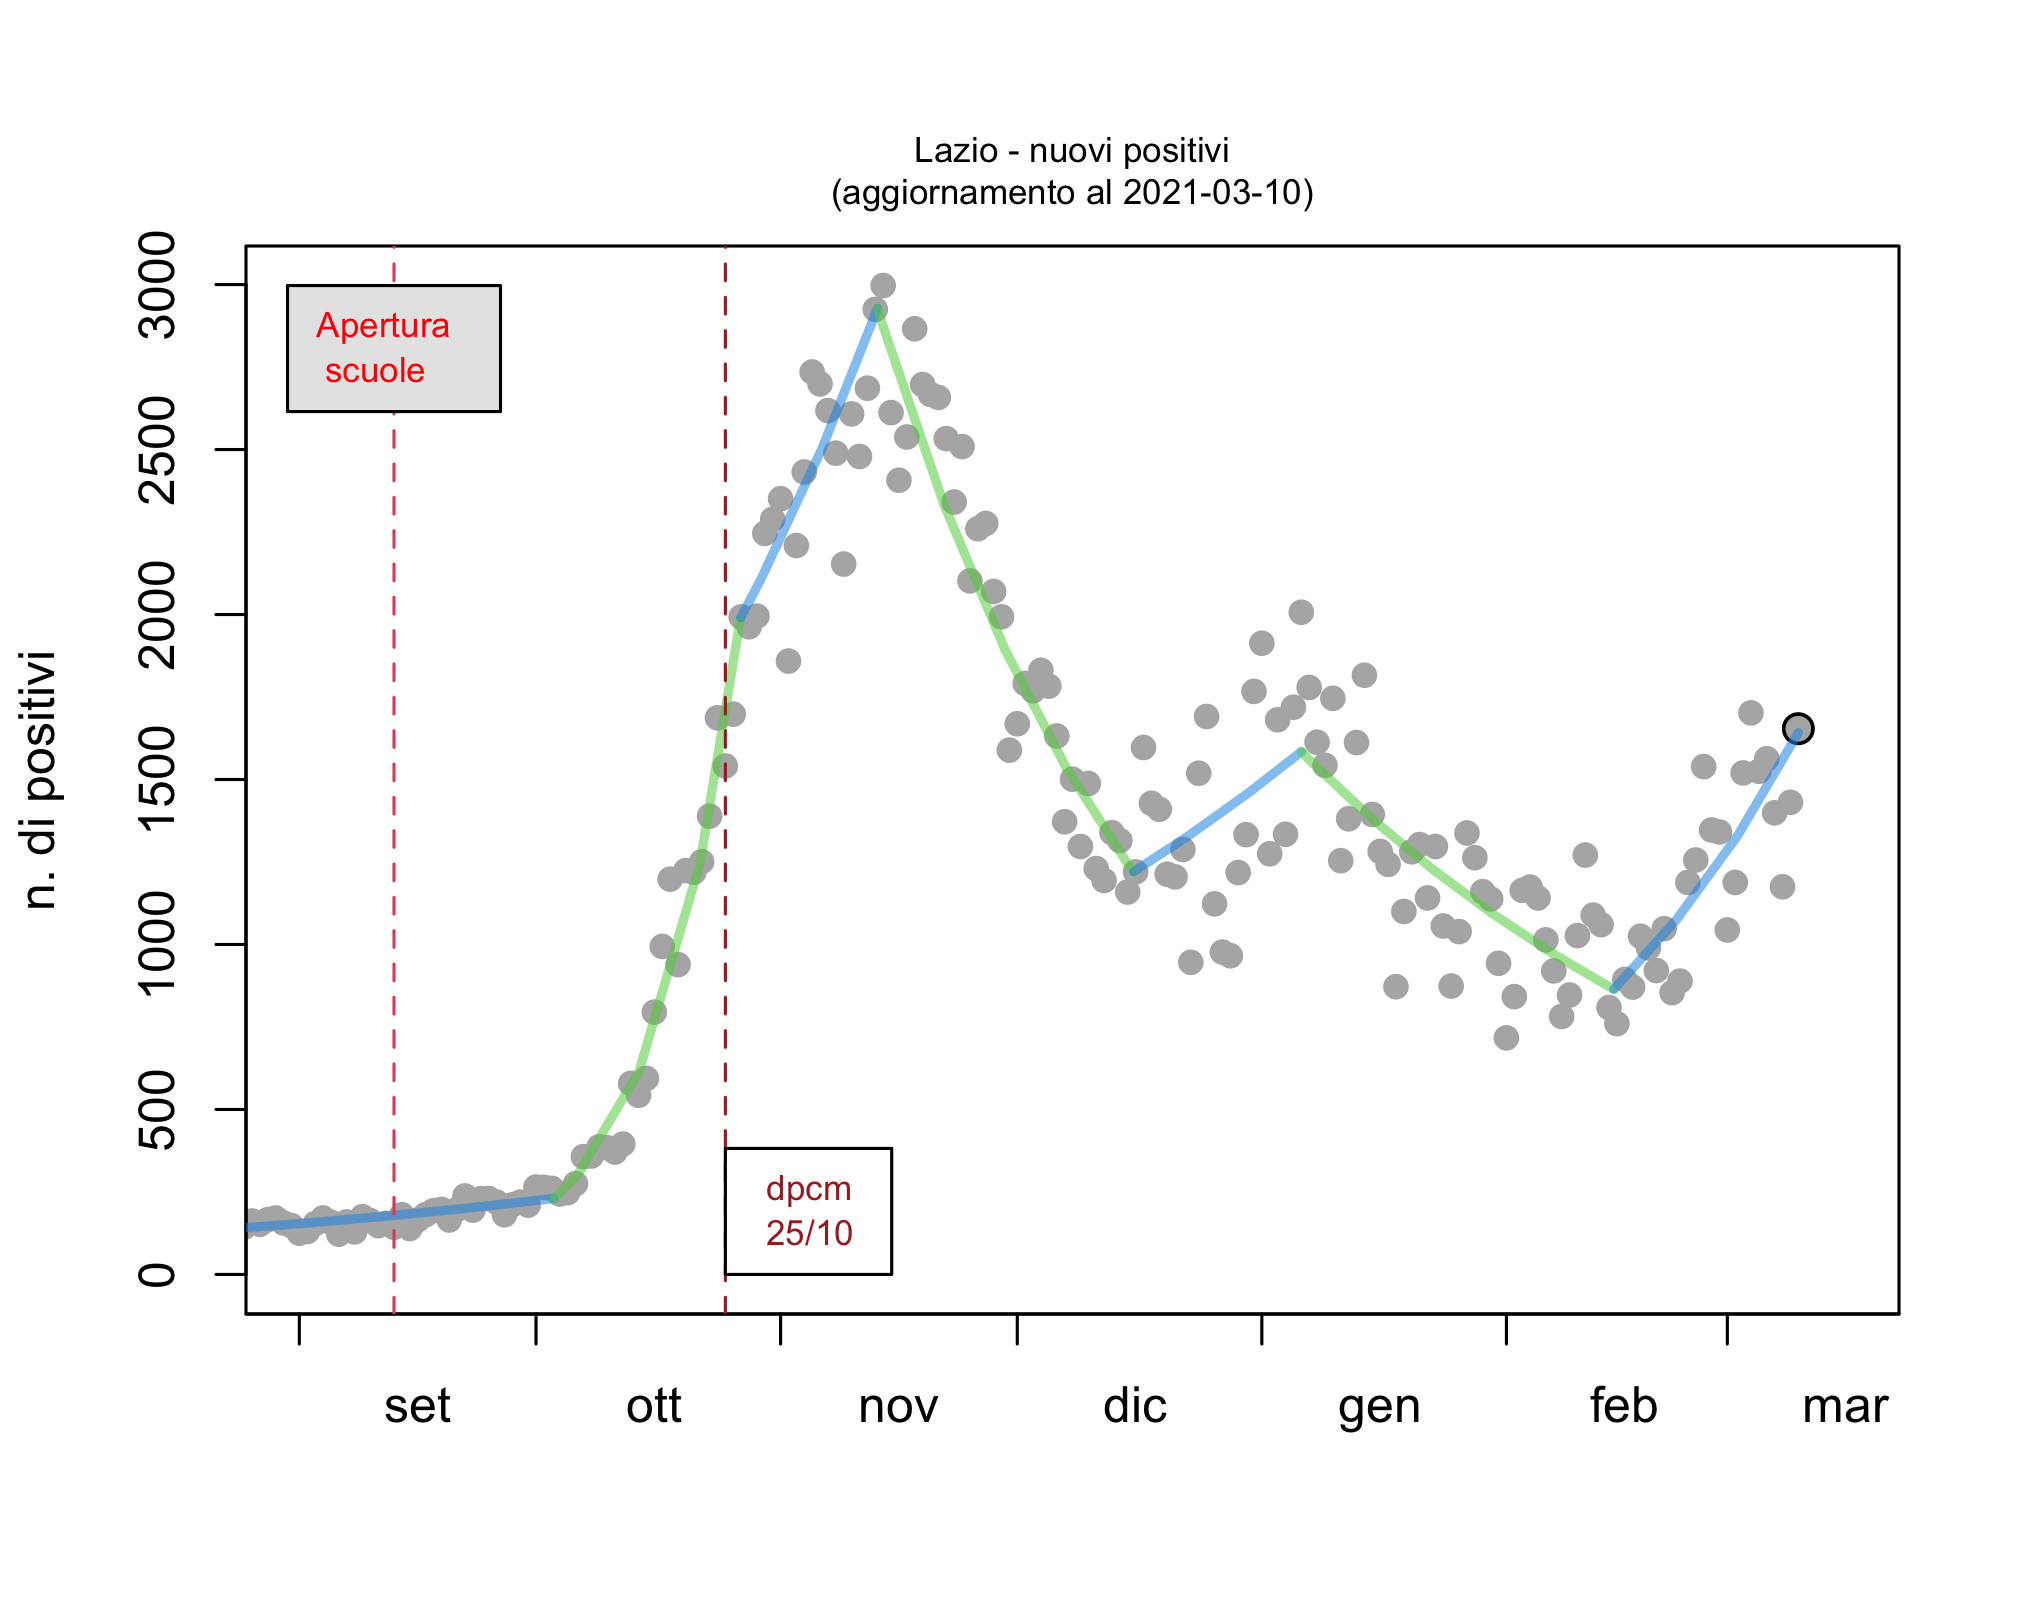 Lazio - nuovi positivi
(aggiornamento al 2021-03-10)
n. di positivi
3000
2500
2000
1500
1000
500
0
Apertura
scuole
dpcm
25/10
set ott nov dic gen feb mar